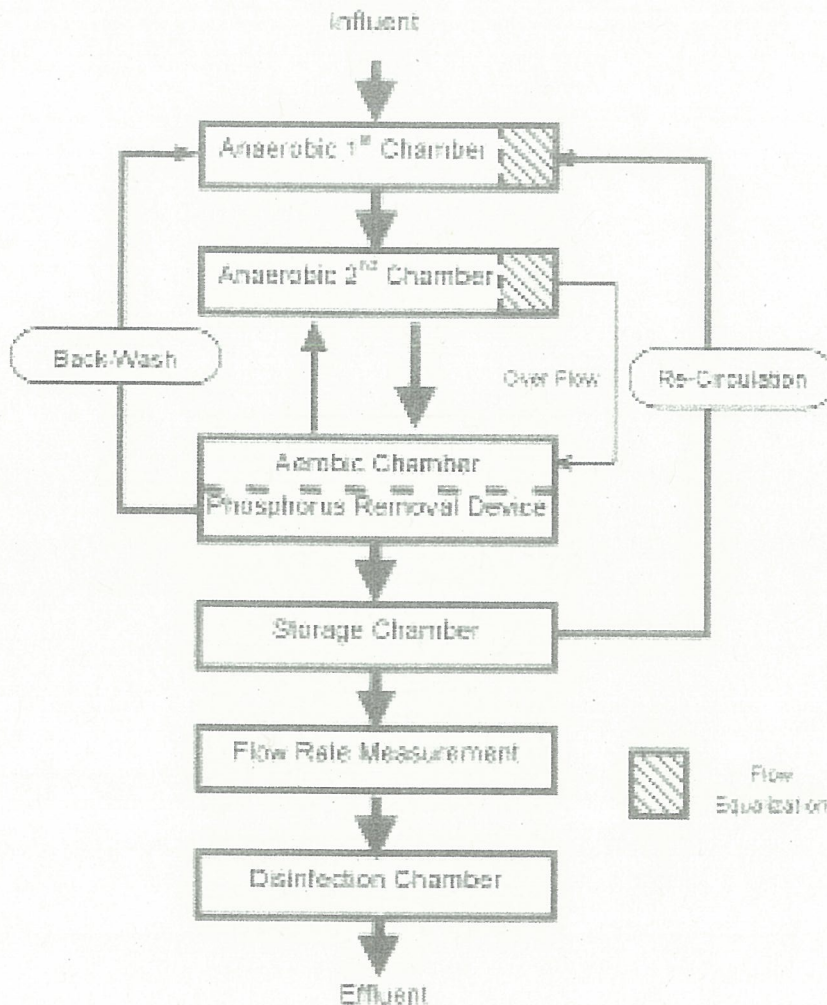 Influent
Anaerobic 1st Chamber
Anaerobic 2nd Chamber
Back-Wash
Over Flow
Re-Circulation
Aerobic Chamber
Phosphorus Removal Device
Storage Chamber
Flow Rate Measurement
Flow
Equalization
Disinfection Chamber
Effluent